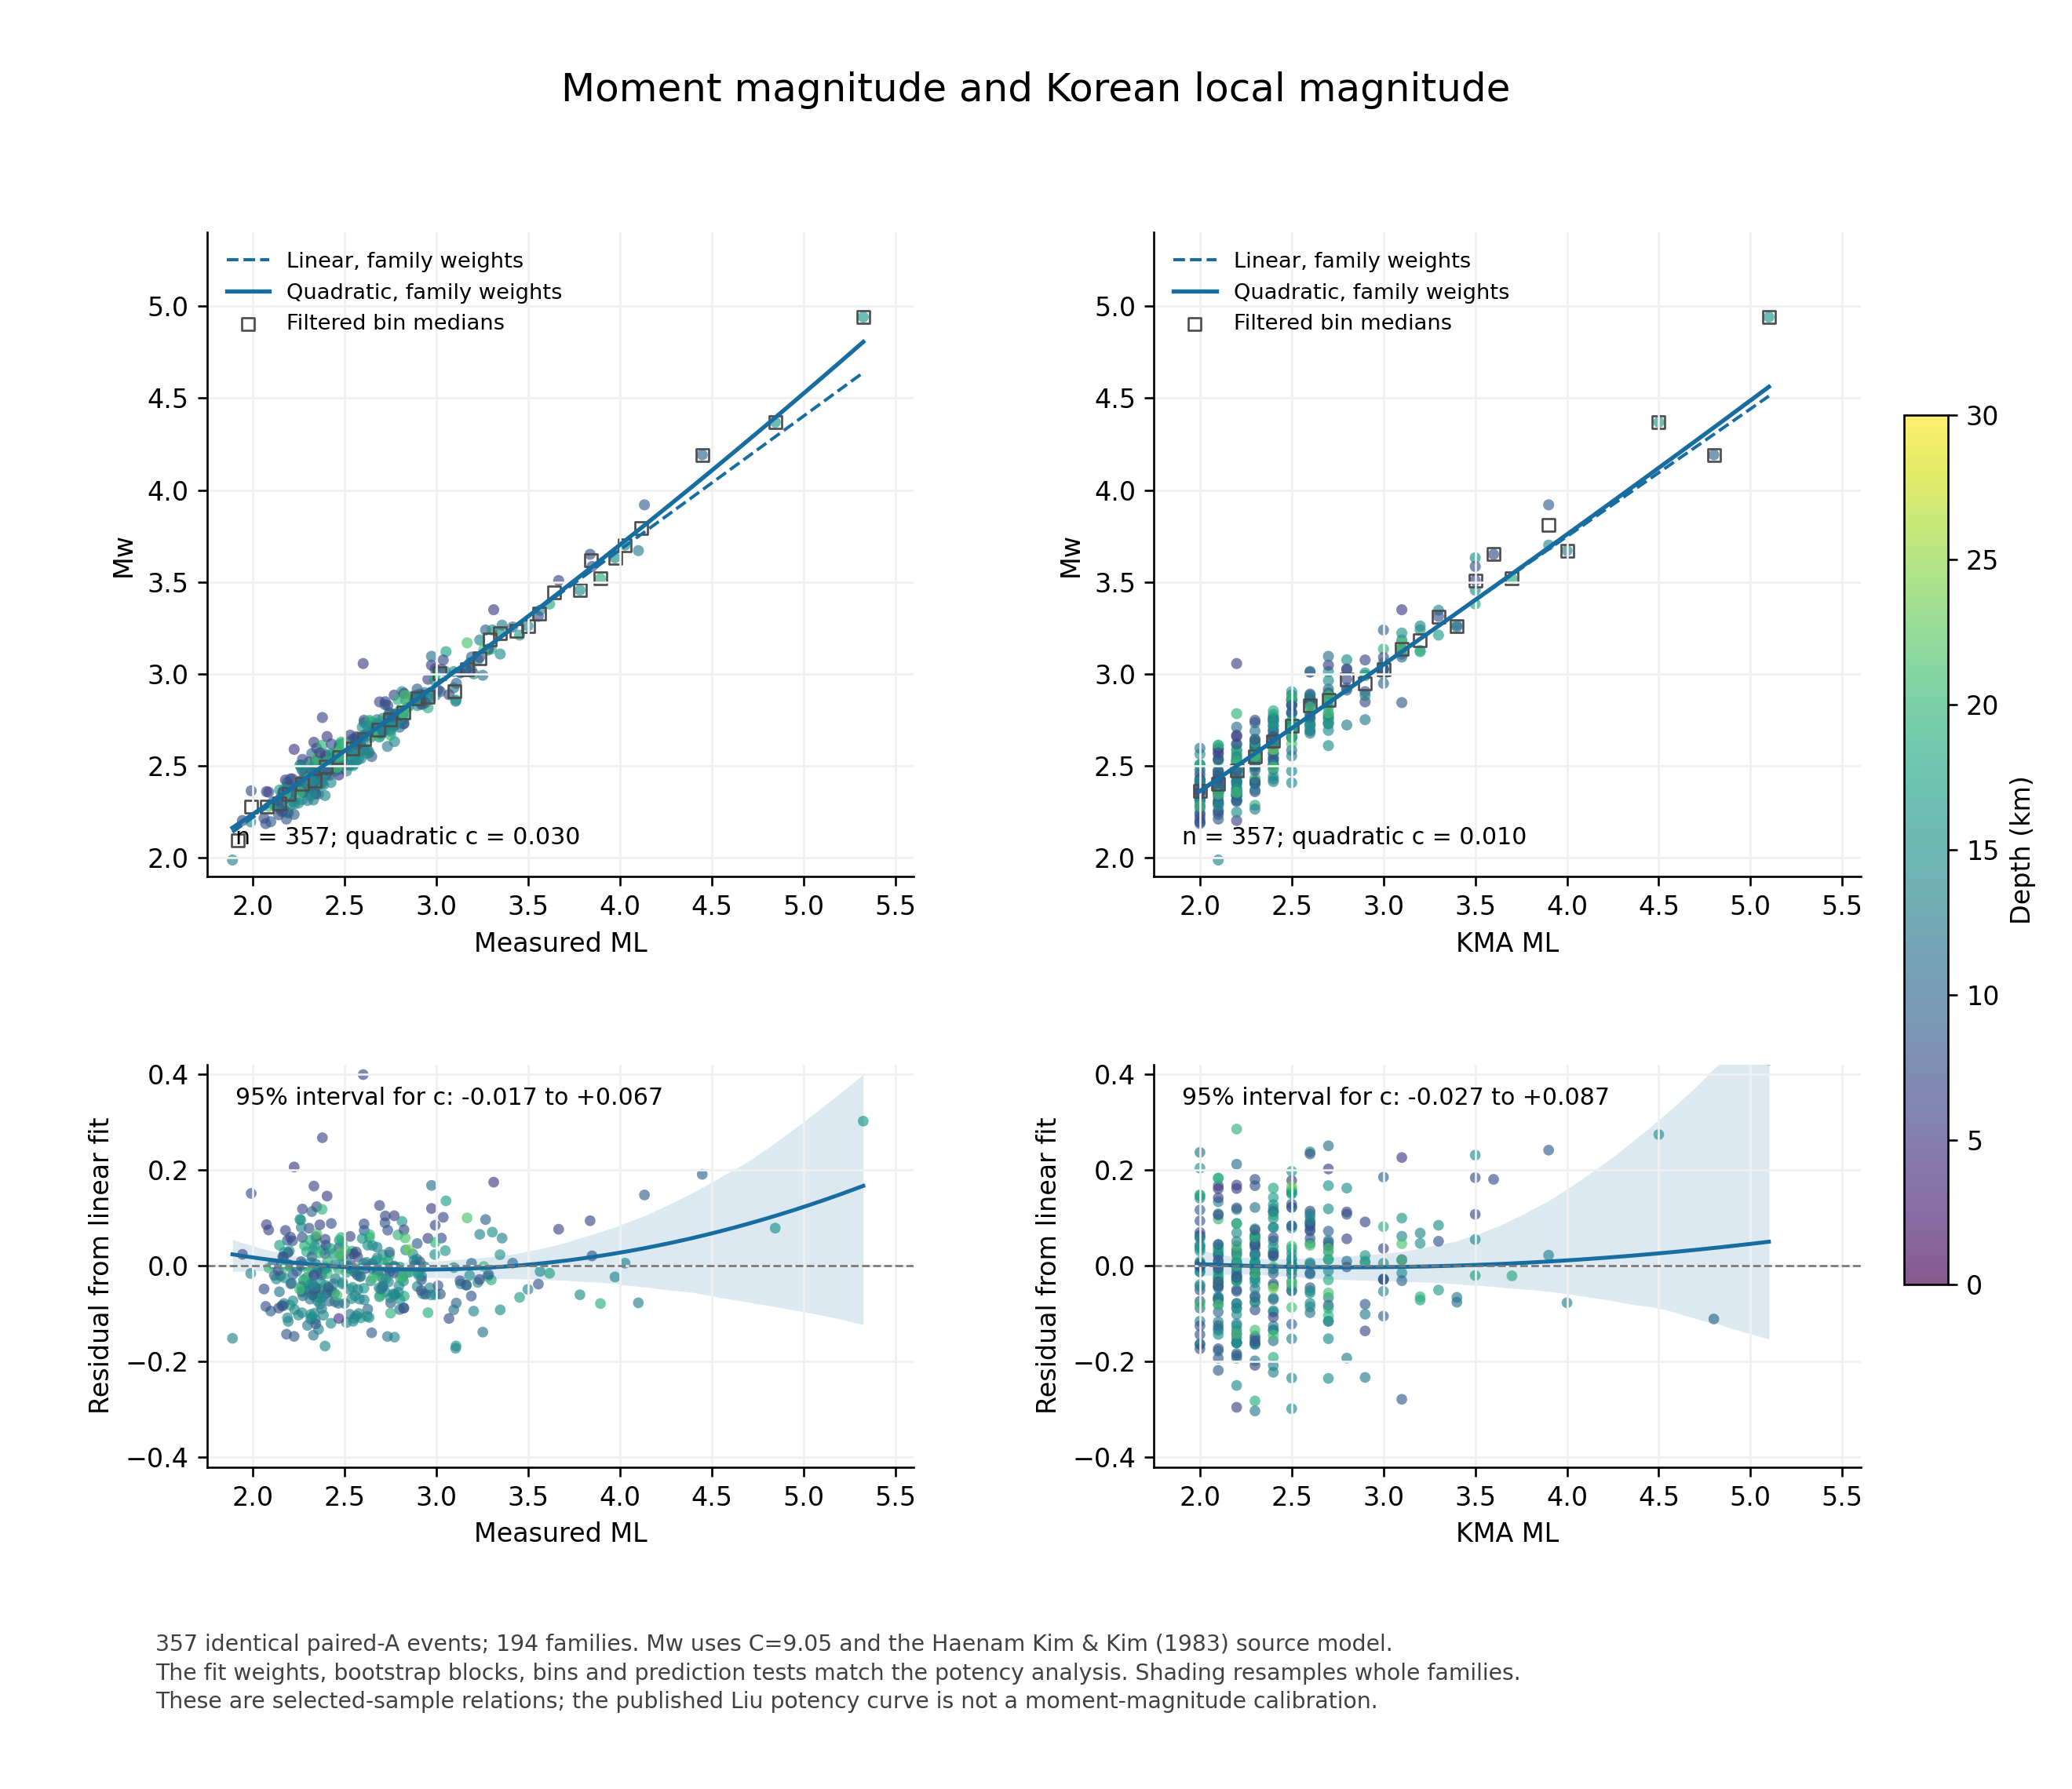 Moment magnitude and Korean local magnitude
Linear, family weights
Quadratic, family weights
Filtered bin medians
5.0
4.5
4.0
3.5
3.0
2.5
2.0
Mw
n = 357; quadratic c = 0.030
2.0 2.5 3.0 3.5 4.0 4.5 5.0 5.5
Measured ML
Linear, family weights
Quadratic, family weights
Filtered bin medians
5.0
4.5
4.0
3.5
3.0
2.5
2.0
Mw
n = 357; quadratic c = 0.010
2.0 2.5 3.0 3.5 4.0 4.5 5.0 5.5
KMA ML
30
25
20
15
10
5
0
Depth (km)
0.4
0.2
0.0
−0.2
−0.4
Residual from linear fit
95% interval for c: -0.017 to +0.067
2.0 2.5 3.0 3.5 4.0 4.5 5.0 5.5
Measured ML
0.4
0.2
0.0
−0.2
−0.4
Residual from linear fit
95% interval for c: -0.027 to +0.087
2.0 2.5 3.0 3.5 4.0 4.5 5.0 5.5
KMA ML
357 identical paired-A events; 194 families. Mw uses C=9.05 and the Haenam Kim & Kim (1983) source model.
The fit weights, bootstrap blocks, bins and prediction tests match the potency analysis. Shading resamples whole families.
These are selected-sample relations; the published Liu potency curve is not a moment-magnitude calibration.